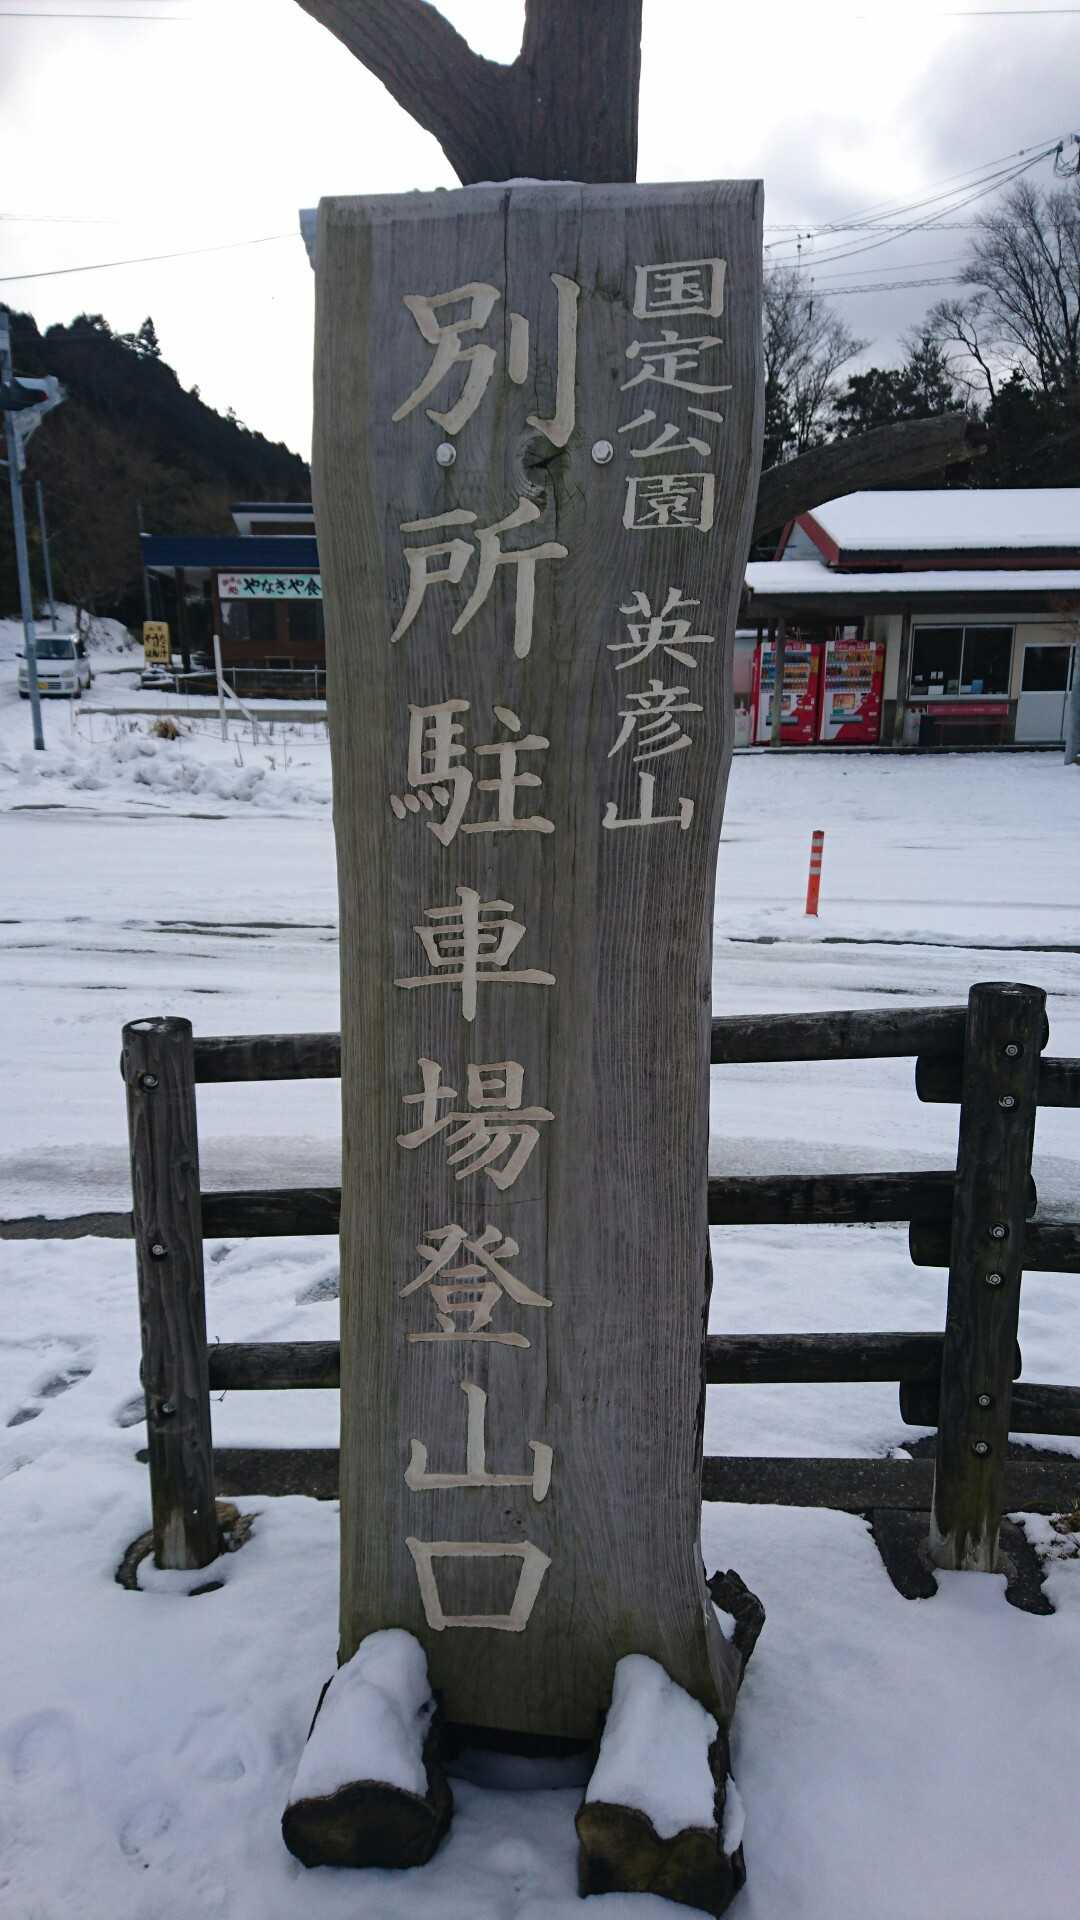 国定公園 英彦山
別所駐車場登山口
やなぎや食